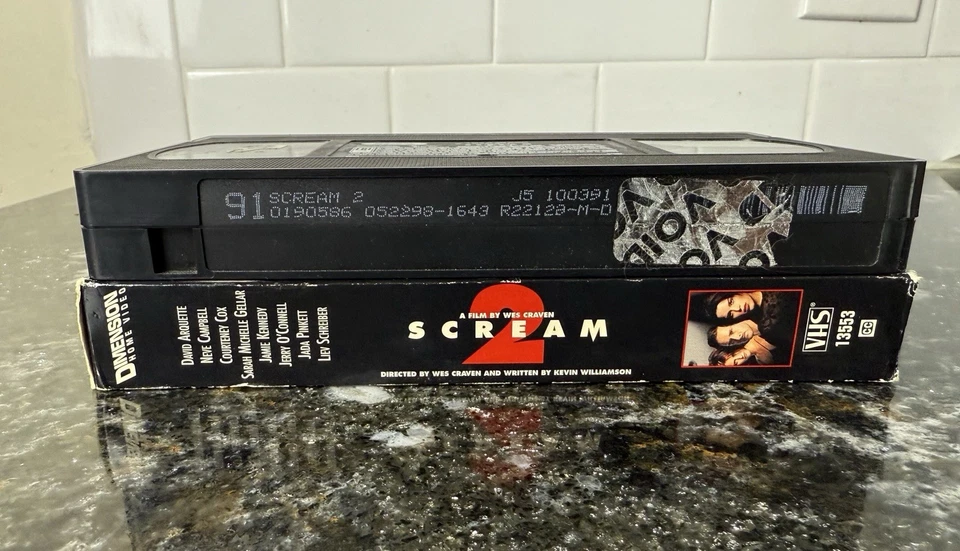 91
SCREAM 2
J5 100391
0190586 052298-1643 R22128-M-D
VOID
DIMENSION
HOME VIDEO
DAVID ARQUETTE
NEVE CAMPBELL
COURTENEY COX
SARAH MICHELLE GELLAR
JAMIE KENNEDY
JERRY O'CONNELL
JADA PINKETT
LIEV SCHREIBER
A FILM BY WES CRAVEN
SCREAM
2
DIRECTED BY WES CRAVEN AND WRITTEN BY KEVIN WILLIAMSON
VHS®
13553
CC